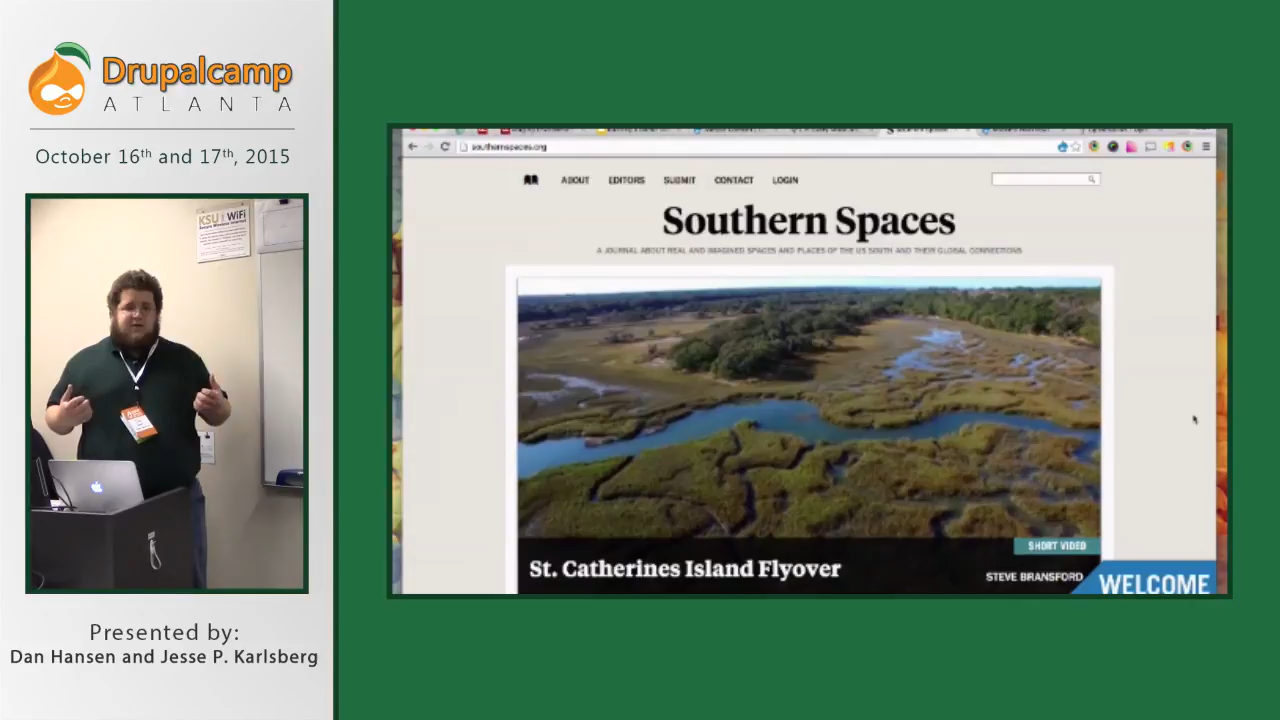 Drupalcamp
ATLANTA
October 16th and 17th, 2015
KSU WiFi
Presented by:
Dan Hansen and Jesse P. Karlsberg
southernspaces.org
ABOUT EDITORS SUBMIT CONTACT LOGIN
Southern Spaces
A JOURNAL ABOUT REAL AND IMAGINED SPACES AND PLACES OF THE US SOUTH AND THEIR GLOBAL CONNECTIONS
SHORT VIDEO
St. Catherines Island Flyover
STEVE BRANSFORD
WELCOME